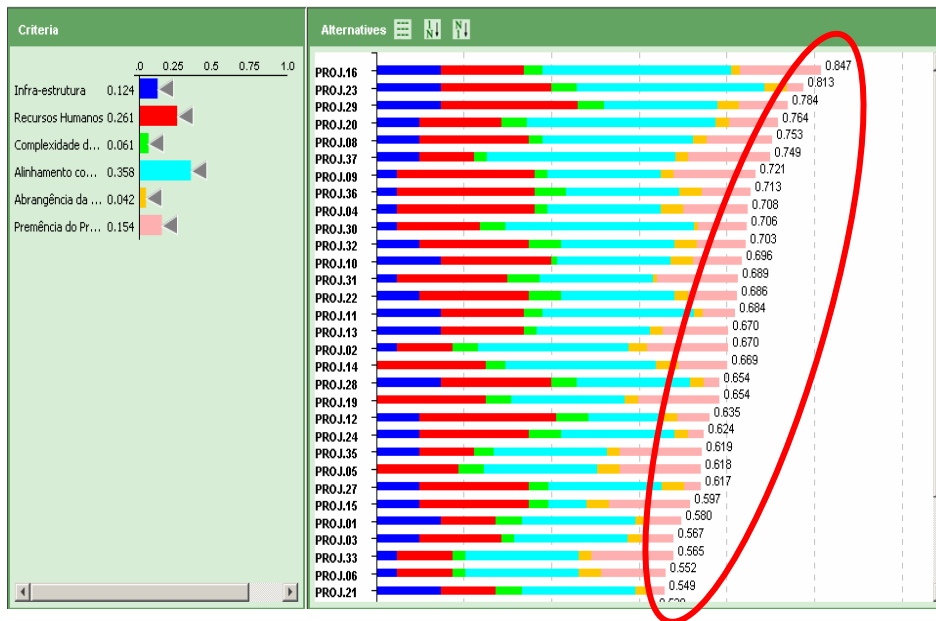 Criteria
.0 0.25 0.5 0.75 1.0
Infra-estrutura 0.124
Recursos Humanos 0.261
Complexidade d... 0.061
Alinhamento co... 0.358
Abrangência da ... 0.042
Premência do Pr... 0.154
Alternatives
PROJ.16 0.847
PROJ.23 0.813
PROJ.29 0.784
PROJ.20 0.764
PROJ.08 0.753
PROJ.37 0.749
PROJ.09 0.721
PROJ.36 0.713
PROJ.04 0.708
PROJ.30 0.706
PROJ.32 0.703
PROJ.10 0.696
PROJ.31 0.689
PROJ.22 0.686
PROJ.11 0.684
PROJ.13 0.670
PROJ.02 0.670
PROJ.14 0.669
PROJ.28 0.654
PROJ.19 0.654
PROJ.12 0.635
PROJ.24 0.624
PROJ.35 0.619
PROJ.05 0.618
PROJ.27 0.617
PROJ.15 0.597
PROJ.01 0.580
PROJ.03 0.567
PROJ.33 0.565
PROJ.06 0.552
PROJ.21 0.549